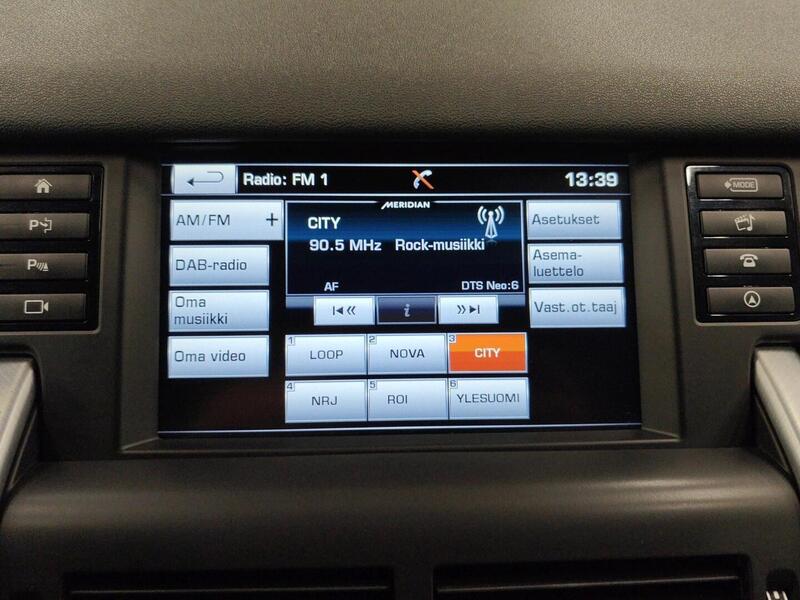 Radio: FM 1
13:39
AM/FM +
MERIDIAN
CITY
90.5 MHz Rock-musiikki
AF
DTS Neo:6
Asetukset
DAB-radio
Asema-
luettelo
Oma
musiikki
i
Vast.ot.taaj
Oma video
1 LOOP
2 NOVA
3 CITY
4 NRJ
5 ROI
6 YLESUOMI
P
P
MODE